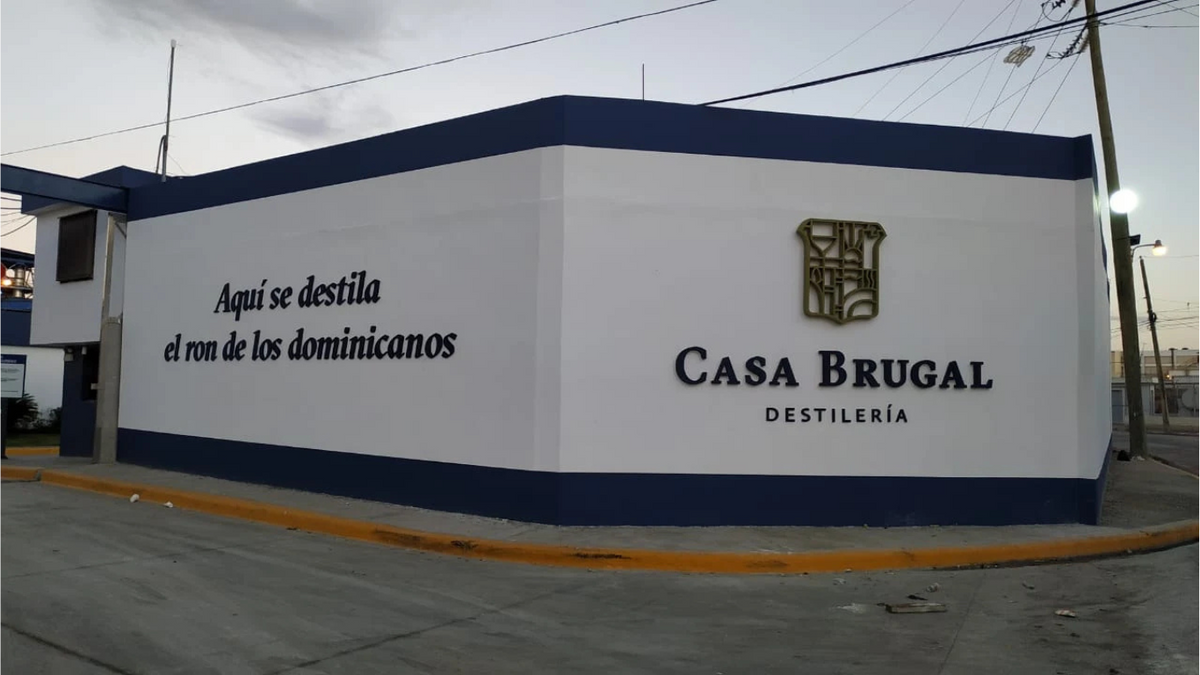 Aquí se destila
el ron de los dominicanos
CASA BRUGAL
DESTILERÍA